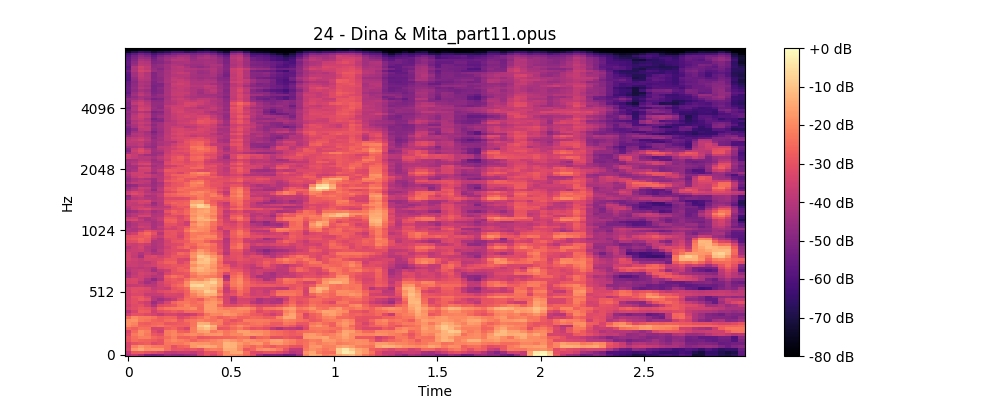 24 - Dina & Mita_part11.opus
Hz
4096
2048
1024
512
0
0
0.5
1
1.5
2
2.5
Time
+0 dB
-10 dB
-20 dB
-30 dB
-40 dB
-50 dB
-60 dB
-70 dB
-80 dB